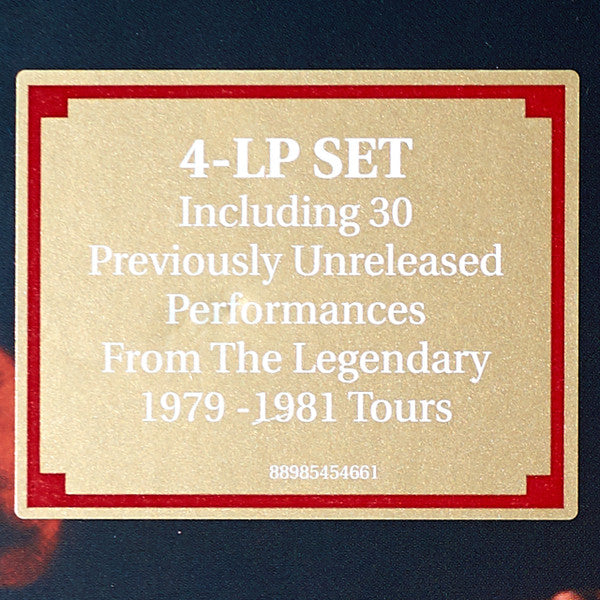 4-LP SET
Including 30
Previously Unreleased
Performances
From The Legendary
1979 -1981 Tours
88985454661